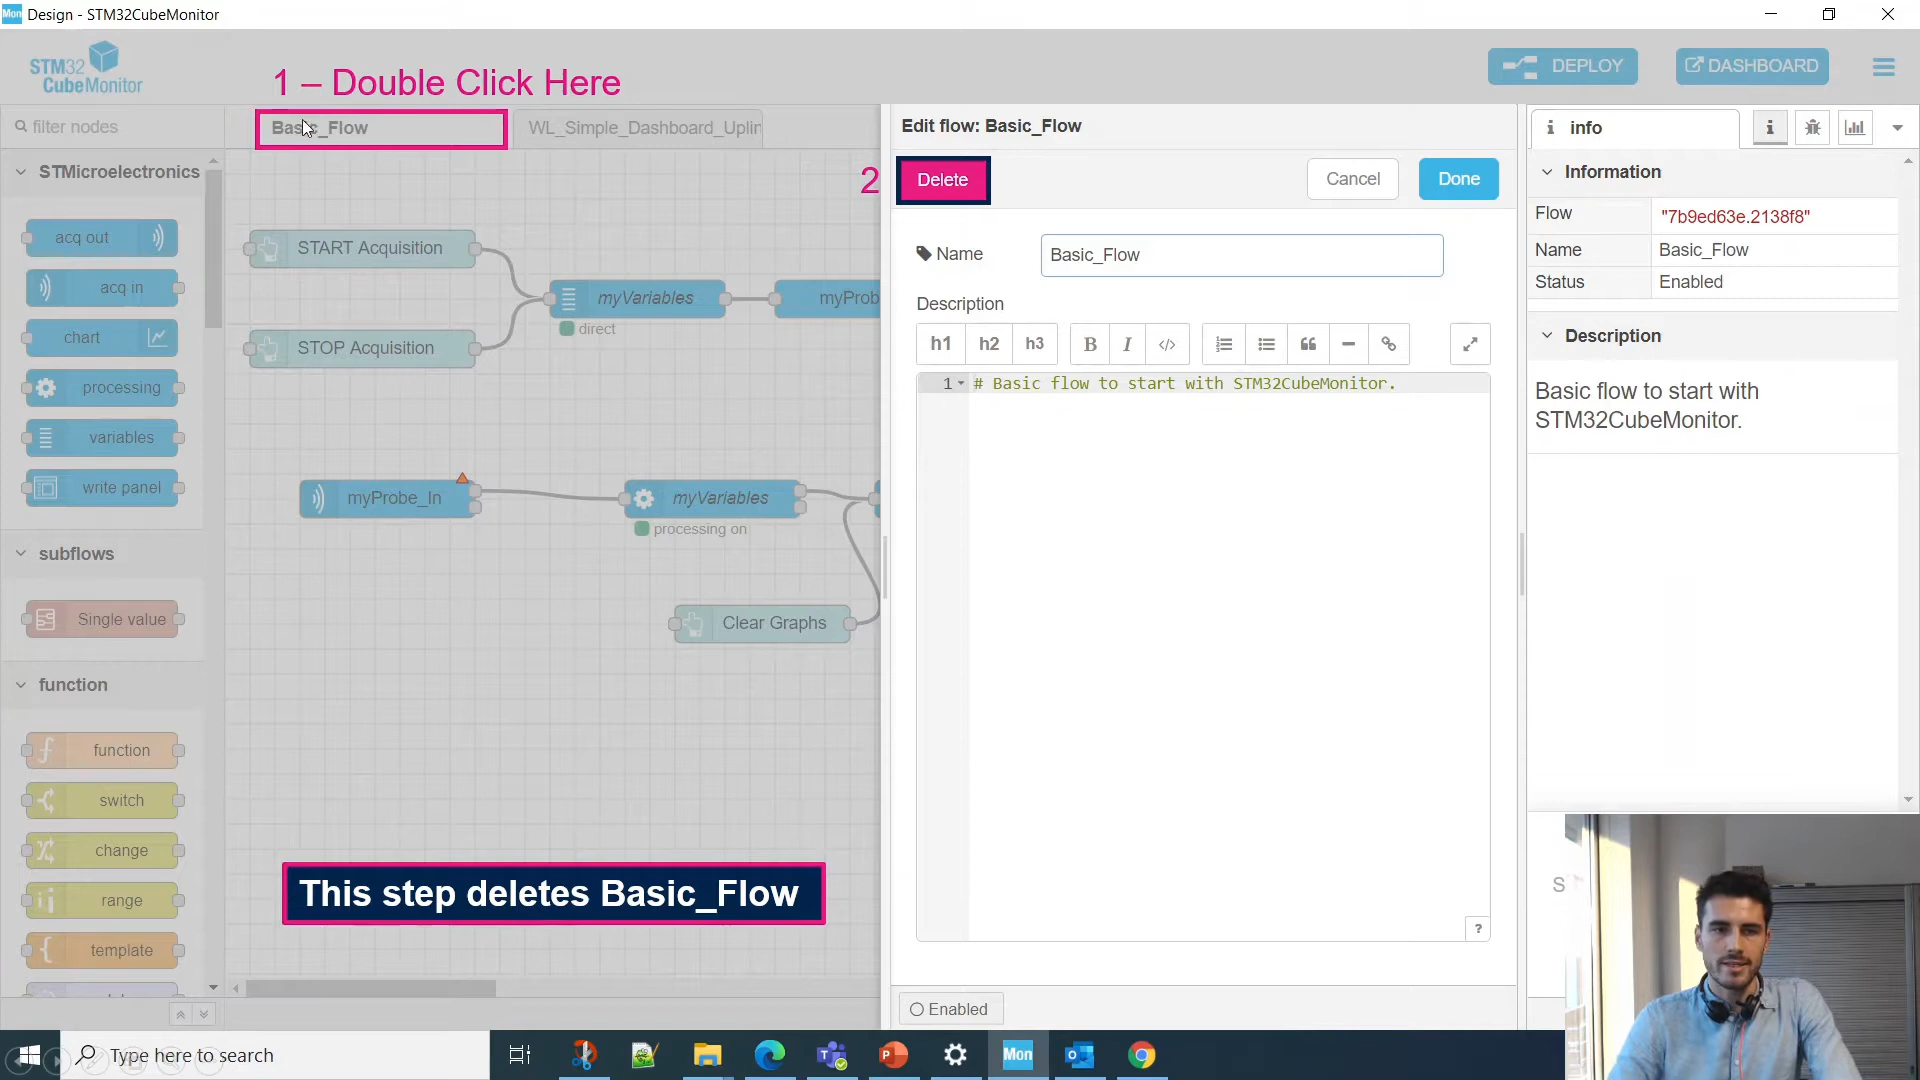 Mon Design - STM32CubeMonitor
STM32
CubeMonitor
1 – Double Click Here
DEPLOY
DASHBOARD
filter nodes
Basic_Flow
WL_Simple_Dashboard_Uplin
Edit flow: Basic_Flow
i info
i
2
Delete
Cancel
Done
STMicroelectronics
acq out
acq in
chart
processing
variables
write panel
subflows
Single value
function
function
switch
change
range
template
START Acquisition
STOP Acquisition
myVariables
direct
myProb
myProbe_In
myVariables
processing on
Clear Graphs
This step deletes Basic_Flow
Name
Basic_Flow
Description
h1 h2 h3 B I </>
1 # Basic flow to start with STM32CubeMonitor.
?
Enabled
Information
Flow "7b9ed63e.2138f8"
Name Basic_Flow
Status Enabled
Description
Basic flow to start with
STM32CubeMonitor.
S
Type here to search
Mon